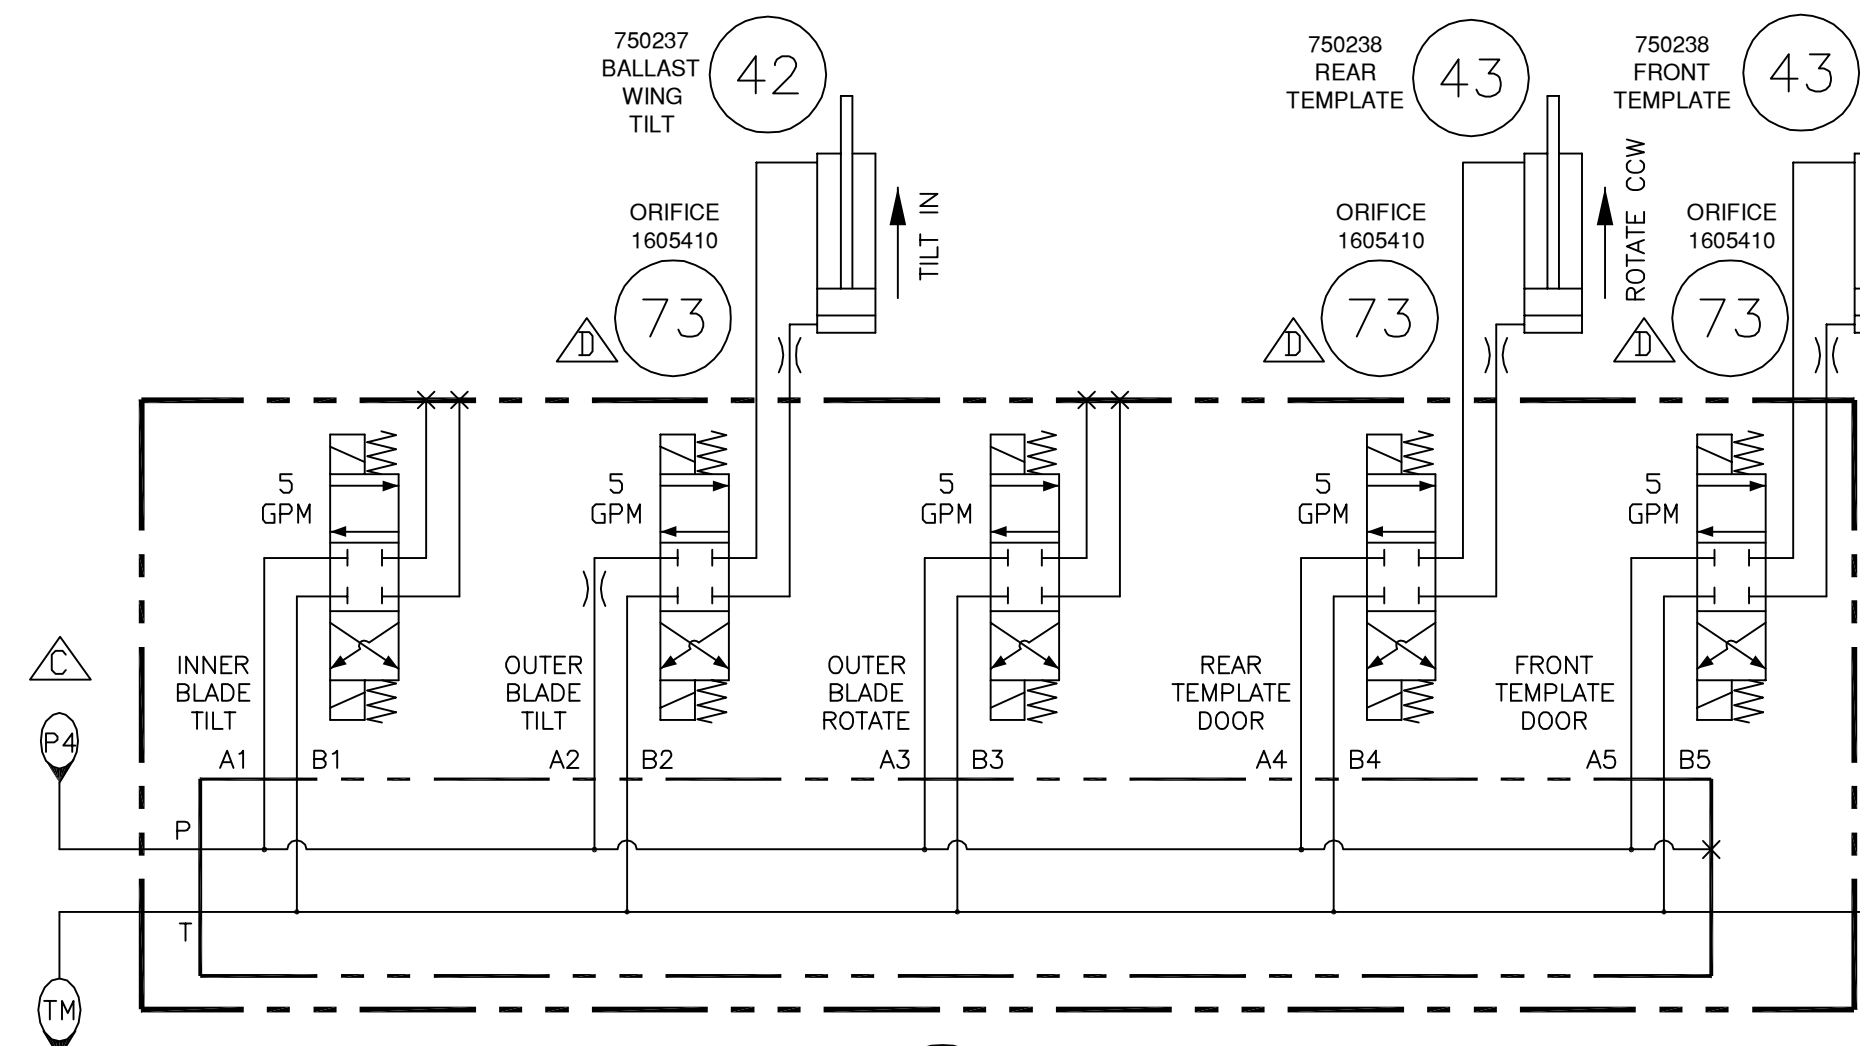 750237
BALLAST
WING
TILT
42
750238
REAR
TEMPLATE
43
750238
FRONT
TEMPLATE
43
ORIFICE
1605410
73
D
TILT IN
ORIFICE
1605410
73
D
ROTATE CCW
ORIFICE
1605410
73
D
5
GPM
5
GPM
5
GPM
5
GPM
5
GPM
C
INNER
BLADE
TILT
OUTER
BLADE
TILT
OUTER
BLADE
ROTATE
REAR
TEMPLATE
DOOR
FRONT
TEMPLATE
DOOR
P4
A1 B1 A2 B2 A3 B3 A4 B4 A5 B5
P
T
TM